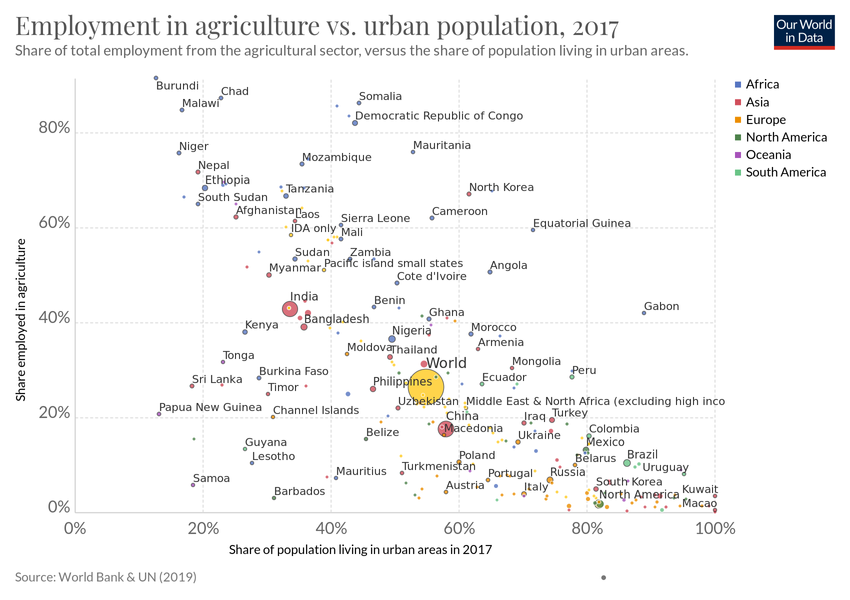 Employment in agriculture vs. urban population, 2017
Share of total employment from the agricultural sector, versus the share of population living in urban areas.
Our World
in Data
Africa
Asia
Europe
North America
Oceania
South America
Share employed in agriculture
80%
60%
40%
20%
0%
Burundi
Chad
Malawi
Somalia
Democratic Republic of Congo
Niger
Mauritania
Nepal
Mozambique
Ethiopia
Tanzania
North Korea
South Sudan
Afghanistan
Laos
Sierra Leone
Cameroon
Equatorial Guinea
IDA only
Mali
Sudan
Zambia
Myanmar
Pacific island small states
Angola
Cote d'Ivoire
India
Benin
Gabon
Bangladesh
Ghana
Kenya
Nigeria
Morocco
Armenia
Moldova
Thailand
Tonga
World
Mongolia
Burkina Faso
Peru
Sri Lanka
Timor
Philippines
Ecuador
Papua New Guinea
Channel Islands
Uzbekistan
Middle East & North Africa (excluding high inco
China
Iraq
Turkey
Macedonia
Belize
Ukraine
Colombia
Mexico
Guyana
Lesotho
Poland
Belarus
Brazil
Samoa
Mauritius
Turkmenistan
Portugal
Russia
Uruguay
Barbados
Austria
Italy
South Korea
North America
Kuwait
Macao
0%
20%
40%
60%
80%
100%
Share of population living in urban areas in 2017
Source: World Bank & UN (2019)